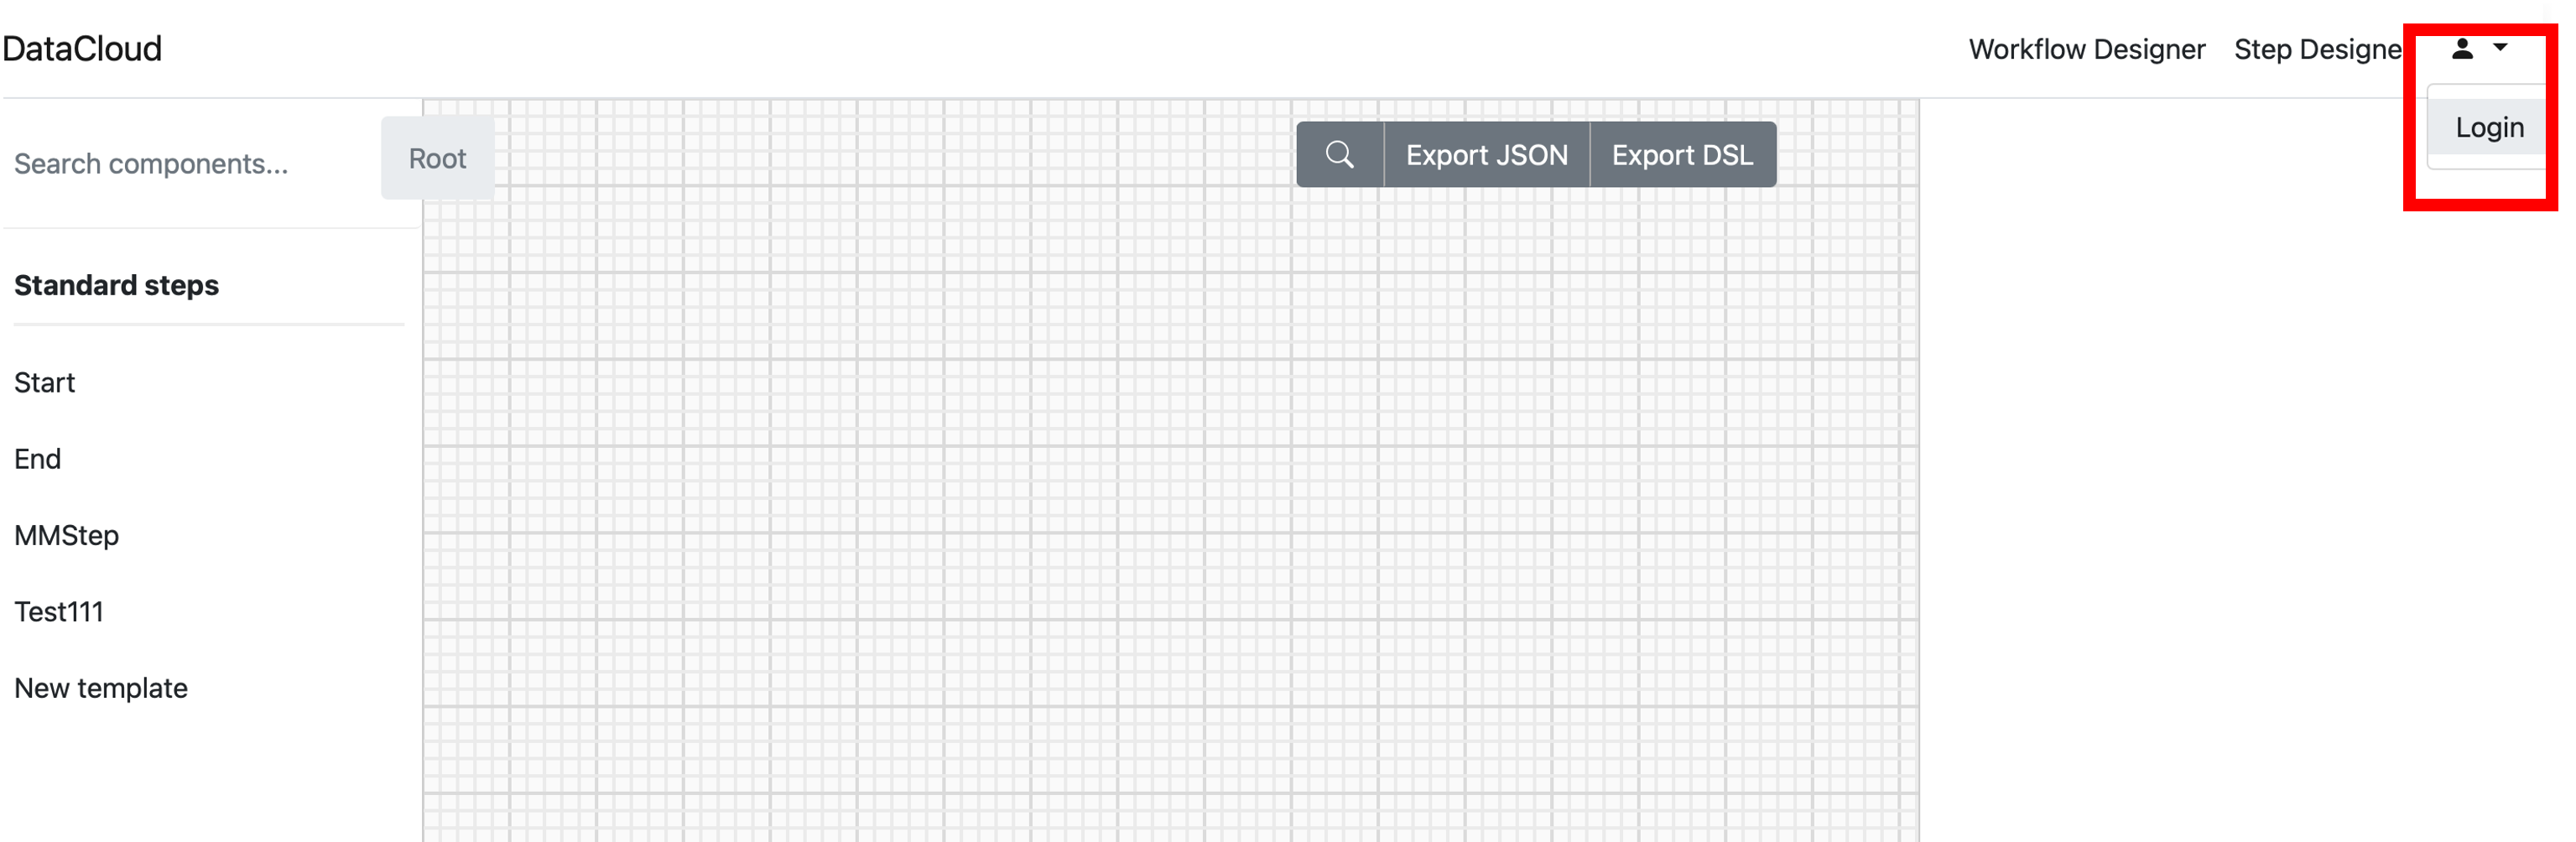 DataCloud
Workflow Designer
Step Designe
Login
Search components...
Root
Export JSON
Export DSL
Standard steps
Start
End
MMStep
Test111
New template